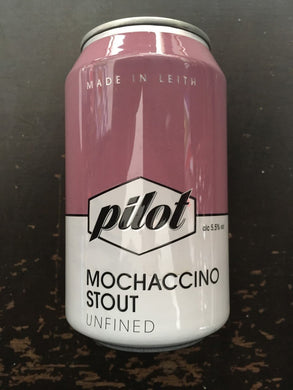 MADE IN LEITH
pilot
alc 5.5% vol
MOCHACCINO
STOUT
UNFINED